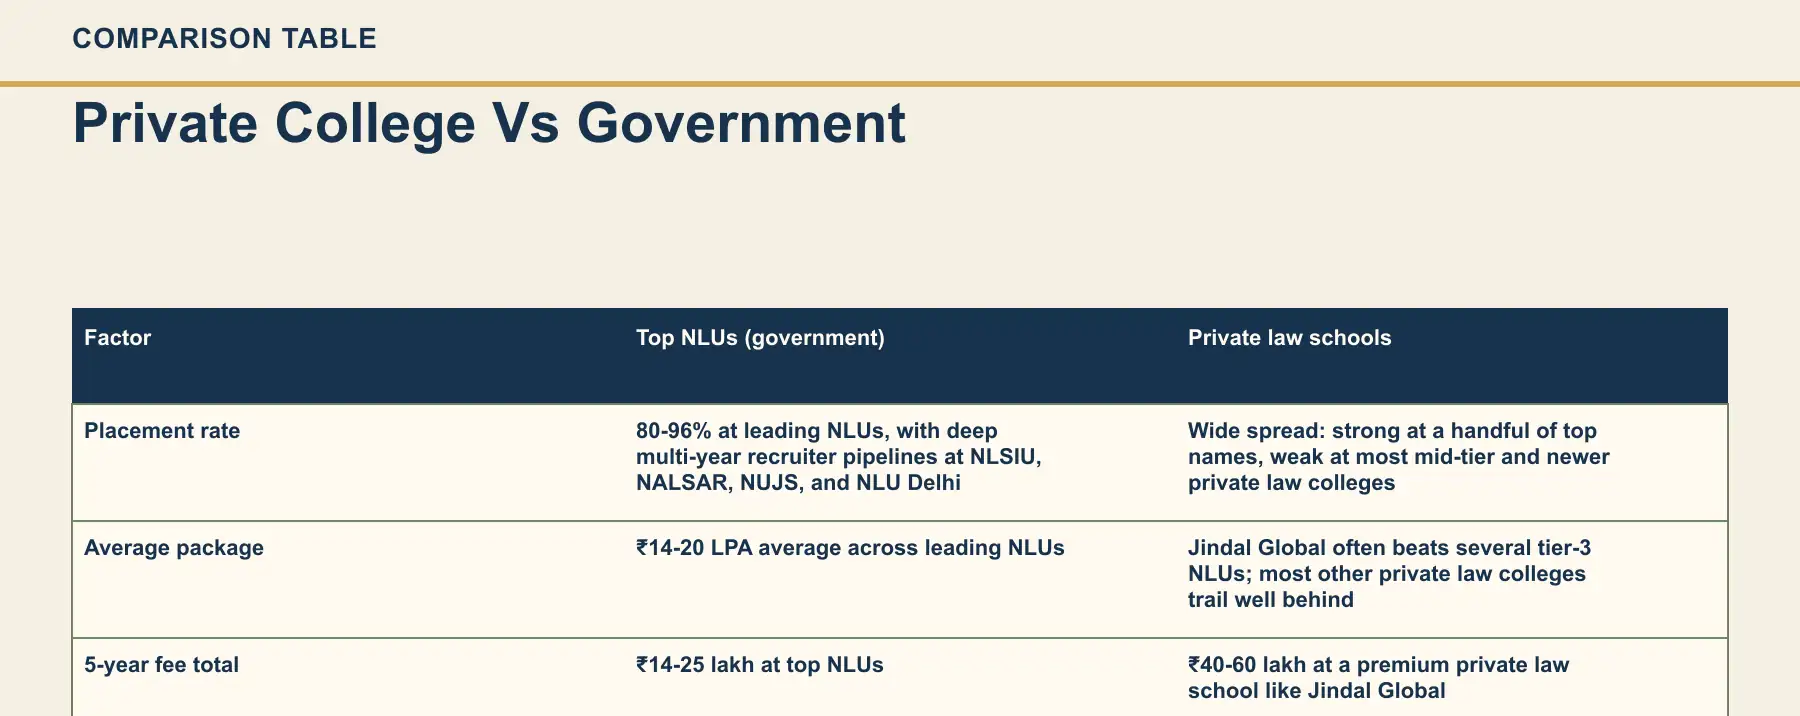 COMPARISON TABLE
Private College Vs Government
Factor
Top NLUs (government)
Private law schools
Placement rate
80-96% at leading NLUs, with deep
multi-year recruiter pipelines at NLSIU,
NALSAR, NUJS, and NLU Delhi
Wide spread: strong at a handful of top
names, weak at most mid-tier and newer
private law colleges
Average package
₹14-20 LPA average across leading NLUs
Jindal Global often beats several tier-3
NLUs; most other private law colleges
trail well behind
5-year fee total
₹14-25 lakh at top NLUs
₹40-60 lakh at a premium private law
school like Jindal Global